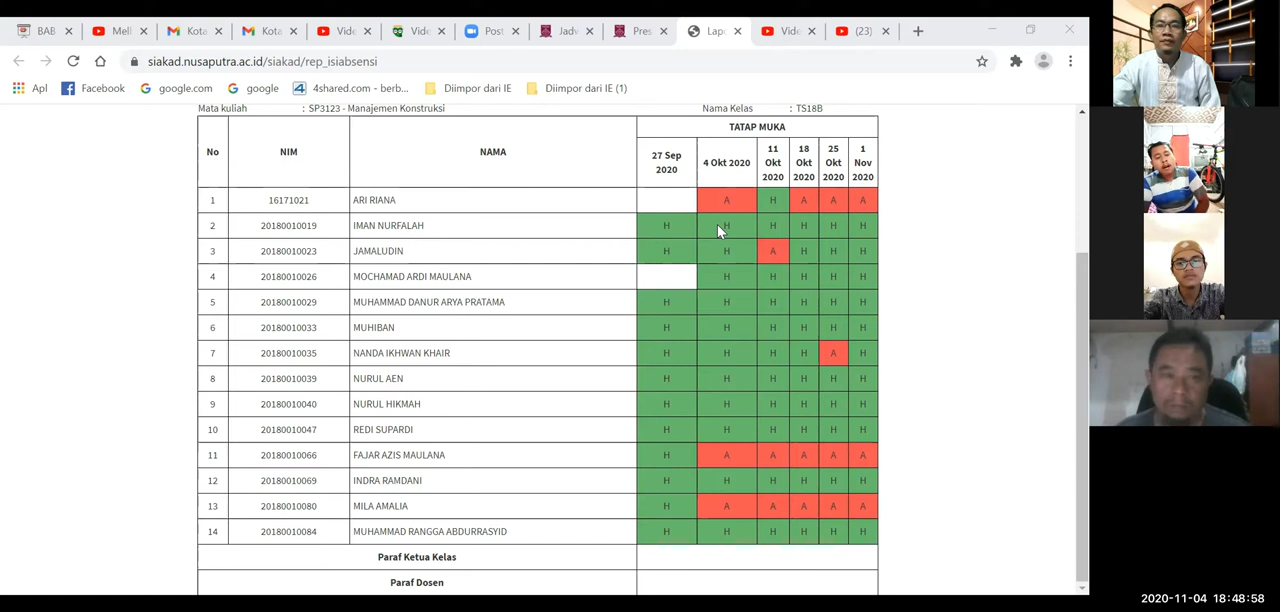 BAB
Mell
Kota
Kota
Vide
Vide
Post
Jadv
Pres
Lapo
Vide
(23)
siakad.nusaputra.ac.id/siakad/rep_isiabsensi
Apl Facebook google.com google 4shared.com - berb... Diimpor dari IE Diimpor dari IE (1)
Mata kuliah : SP3123 - Manajemen Konstruksi Nama Kelas : TS18B
No NIM NAMA TATAP MUKA
27 Sep 2020 4 Okt 2020 11 Okt 2020 18 Okt 2020 25 Okt 2020 1 Nov 2020
1 16171021 ARI RIANA A H A A A
2 20180010019 IMAN NURFALAH H H H H H H
3 20180010023 JAMALUDIN H H A H H H
4 20180010026 MOCHAMAD ARDI MAULANA H H H H H
5 20180010029 MUHAMMAD DANUR ARYA PRATAMA H H H H H H
6 20180010033 MUHIBAN H H H H H H
7 20180010035 NANDA IKHWAN KHAIR H H H H A H
8 20180010039 NURUL AEN H H H H H H
9 20180010040 NURUL HIKMAH H H H H H H
10 20180010047 REDI SUPARDI H H H H H H
11 20180010066 FAJAR AZIS MAULANA H A A A A A
12 20180010069 INDRA RAMDANI H H H H H H
13 20180010080 MILA AMALIA H A A A A A
14 20180010084 MUHAMMAD RANGGA ABDURRASYID H H H H H H
Paraf Ketua Kelas
Paraf Dosen
2020-11-04 18:48:58